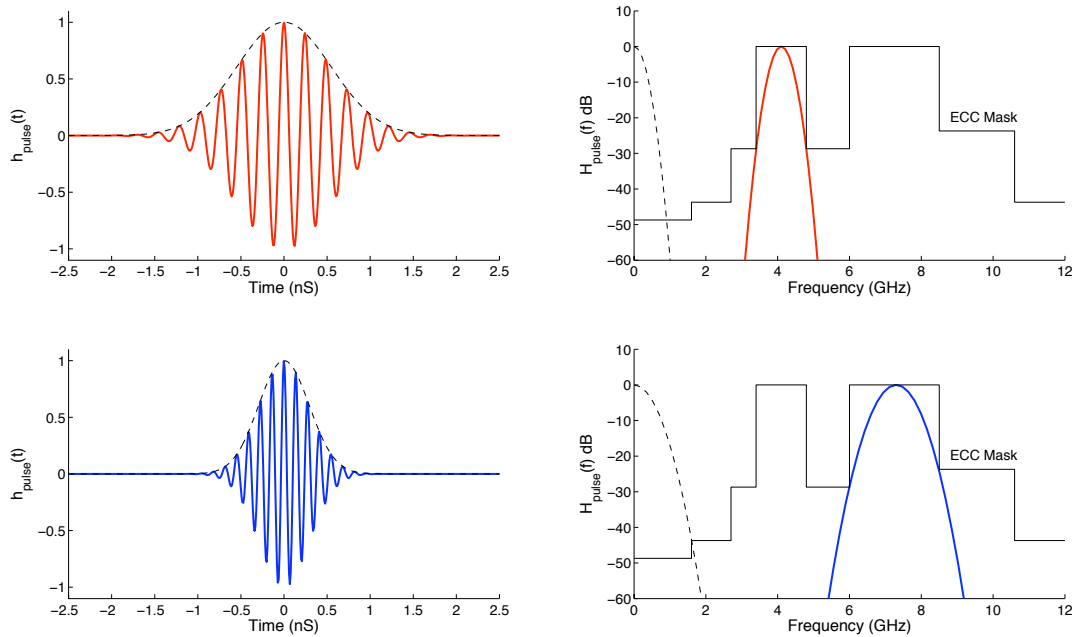 h_pulse(t)
1
0.5
0
−0.5
−1
−2.5 −2 −1.5 −1 −0.5 0 0.5 1 1.5 2 2.5
Time (nS)
H_pulse(f) dB
10
0
−10
−20
−30
−40
−50
−60
ECC Mask
0 2 4 6 8 10 12
Frequency (GHz)
h_pulse(t)
1
0.5
0
−0.5
−1
−2.5 −2 −1.5 −1 −0.5 0 0.5 1 1.5 2 2.5
Time (nS)
H_pulse(f) dB
10
0
−10
−20
−30
−40
−50
−60
ECC Mask
0 2 4 6 8 10 12
Frequency (GHz)